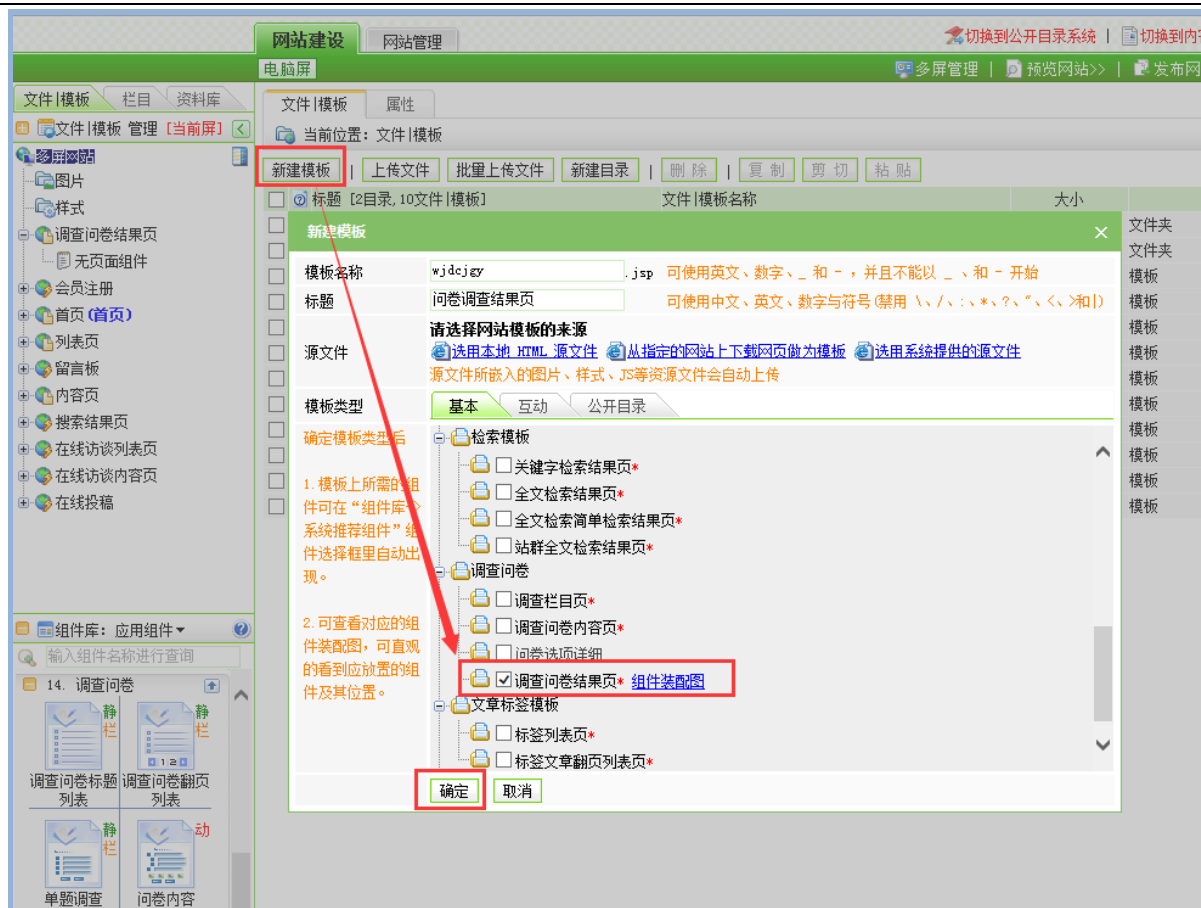 网站建设 网站管理 切换到公开目录系统 | 切换到内容
电脑屏 多屏管理 | 预览网站>> | 发布网
文件|模板 栏目 资料库 文件|模板 属性
文件|模板 管理 [当前屏] 当前位置：文件|模板
多屏网站
新建模板 | 上传文件 批量上传文件 新建目录 | 删 除 | 复 制 剪 切 粘 贴
图片
样式
调查问卷结果页
无页面组件
会员注册
首页(首页)
列表页
留言板
内容页
搜索结果页
在线访谈列表页
在线访谈内容页
在线投稿
标题 [2目录,10文件|模板] 文件|模板名称 大小
新建模板
模板名称 wjdcjgy .jsp 可使用英文、数字、_ 和 - ，并且不能以 _ 、和 - 开始
标题 问卷调查结果页 可使用中文、英文、数字与符号(禁用 \、/、:、*、?、“、<、>和|)
请选择网站模板的来源
源文件 选用本地 HTML 源文件 从指定的网站上下载网页做为模板 选用系统提供的源文件
源文件所嵌入的图片、样式、JS等资源文件会自动上传
模板类型 基本 互动 公开目录
确定模板类型后
1.模板上所需的组
件可在“组件库->
系统推荐组件”组
件选择框里自动出
现。
2.可查看对应的组
件装配图，可直观
的看到应放置的组
件及其位置。
检索模板
关键字检索结果页*
全文检索结果页*
全文检索简单检索结果页*
站群全文检索结果页*
调查问卷
调查栏目页*
调查问卷内容页*
问卷选项详细
调查问卷结果页* 组件装配图
文章标签模板
标签列表页*
标签文章翻页列表页*
确定 取消
文件夹
文件夹
模板
模板
模板
模板
模板
模板
模板
模板
模板
模板
组件库：应用组件
输入组件名称进行查询
14. 调查问卷
静 栏 静 栏
1 2
调查问卷标题 调查问卷翻页
列表 列表
静 栏 动
单题调查 问卷内容